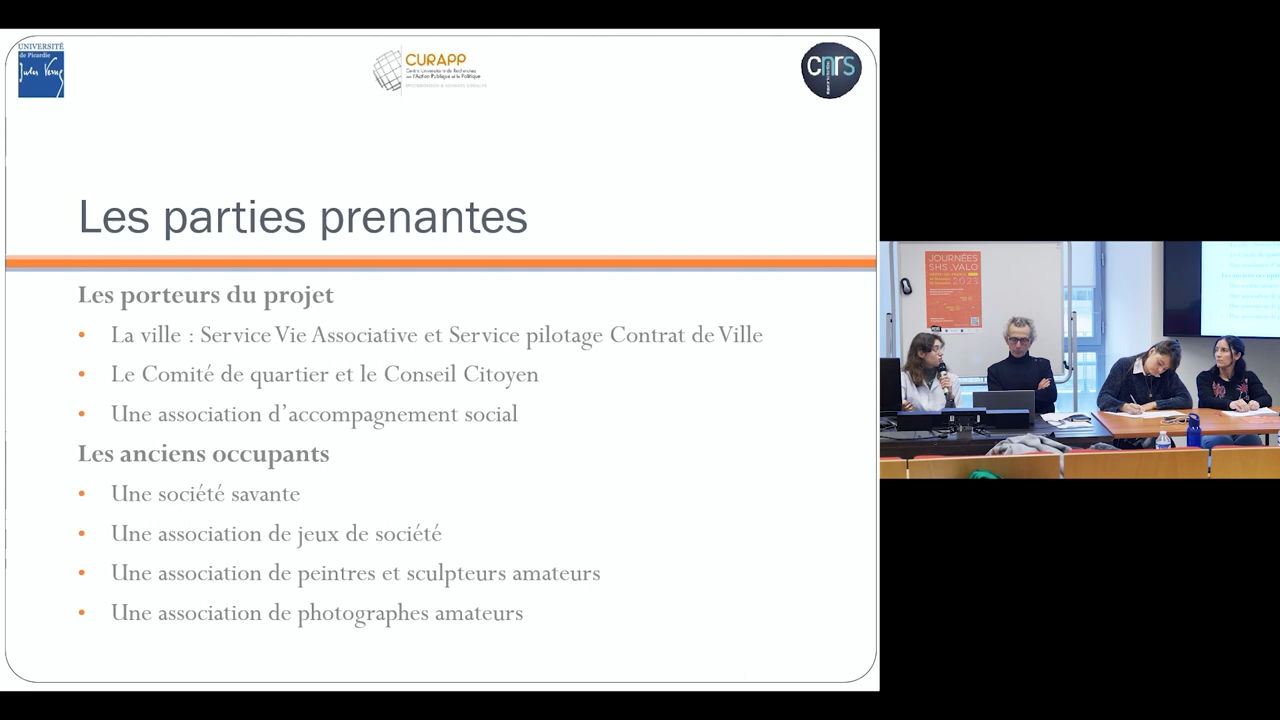 UNIVERSITÉ
de Picardie
Jules Verne
CURAPP
Centre Universitaire de Recherches
sur l'Action Publique et le Politique
cnrs
Les parties prenantes
Les porteurs du projet
• La ville : Service Vie Associative et Service pilotage Contrat de Ville
• Le Comité de quartier et le Conseil Citoyen
• Une association d’accompagnement social
Les anciens occupants
• Une société savante
• Une association de jeux de société
• Une association de peintres et sculpteurs amateurs
• Une association de photographes amateurs
JOURNÉES
SHS VALO
2023